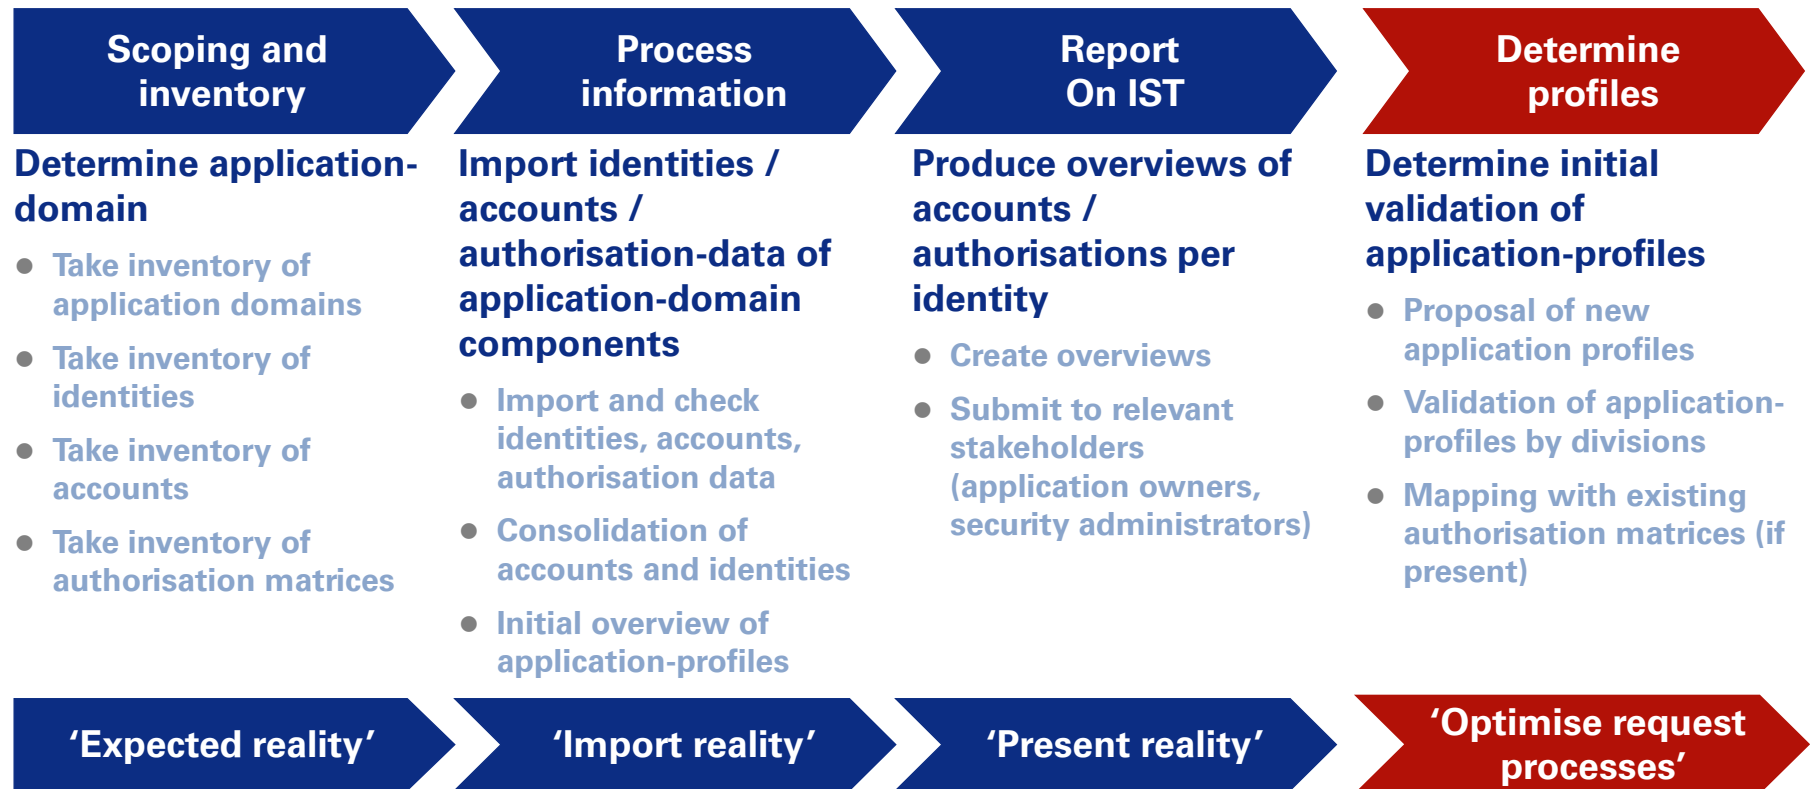 Scoping and
inventory
Process
information
Report
On IST
Determine
profiles
Determine application-
domain
● Take inventory of
application domains
● Take inventory of
identities
● Take inventory of
accounts
● Take inventory of
authorisation matrices
Import identities /
accounts /
authorisation-data of
application-domain
components
● Import and check
identities, accounts,
authorisation data
● Consolidation of
accounts and identities
● Initial overview of
application-profiles
Produce overviews of
accounts /
authorisations per
identity
● Create overviews
● Submit to relevant
stakeholders
(application owners,
security administrators)
Determine initial
validation of
application-profiles
● Proposal of new
application profiles
● Validation of application-
profiles by divisions
● Mapping with existing
authorisation matrices (if
present)
‘Expected reality’
‘Import reality’
‘Present reality’
‘Optimise request
processes’